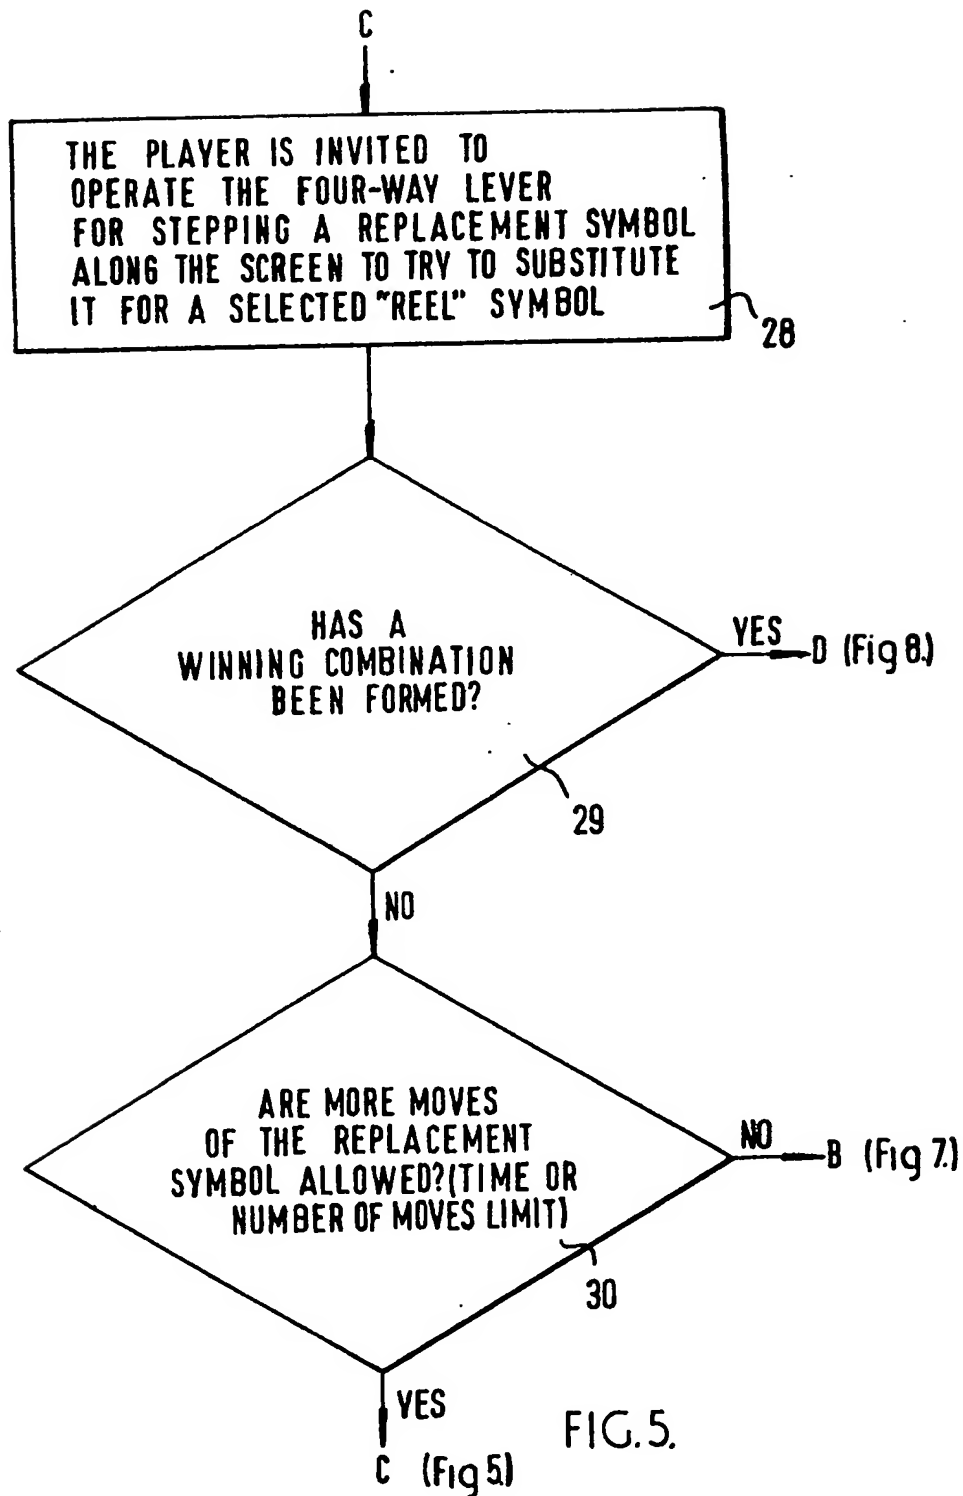 C
THE PLAYER IS INVITED TO
OPERATE THE FOUR-WAY LEVER
FOR STEPPING A REPLACEMENT SYMBOL
ALONG THE SCREEN TO TRY TO SUBSTITUTE
IT FOR A SELECTED "REEL" SYMBOL
28
HAS A
WINNING COMBINATION
BEEN FORMED?
YES D (Fig 8.)
29
NO
ARE MORE MOVES
OF THE REPLACEMENT
SYMBOL ALLOWED?(TIME OR
NUMBER OF MOVES LIMIT)
NO B (Fig 7.)
30
YES
C (Fig 5.)
FIG. 5.